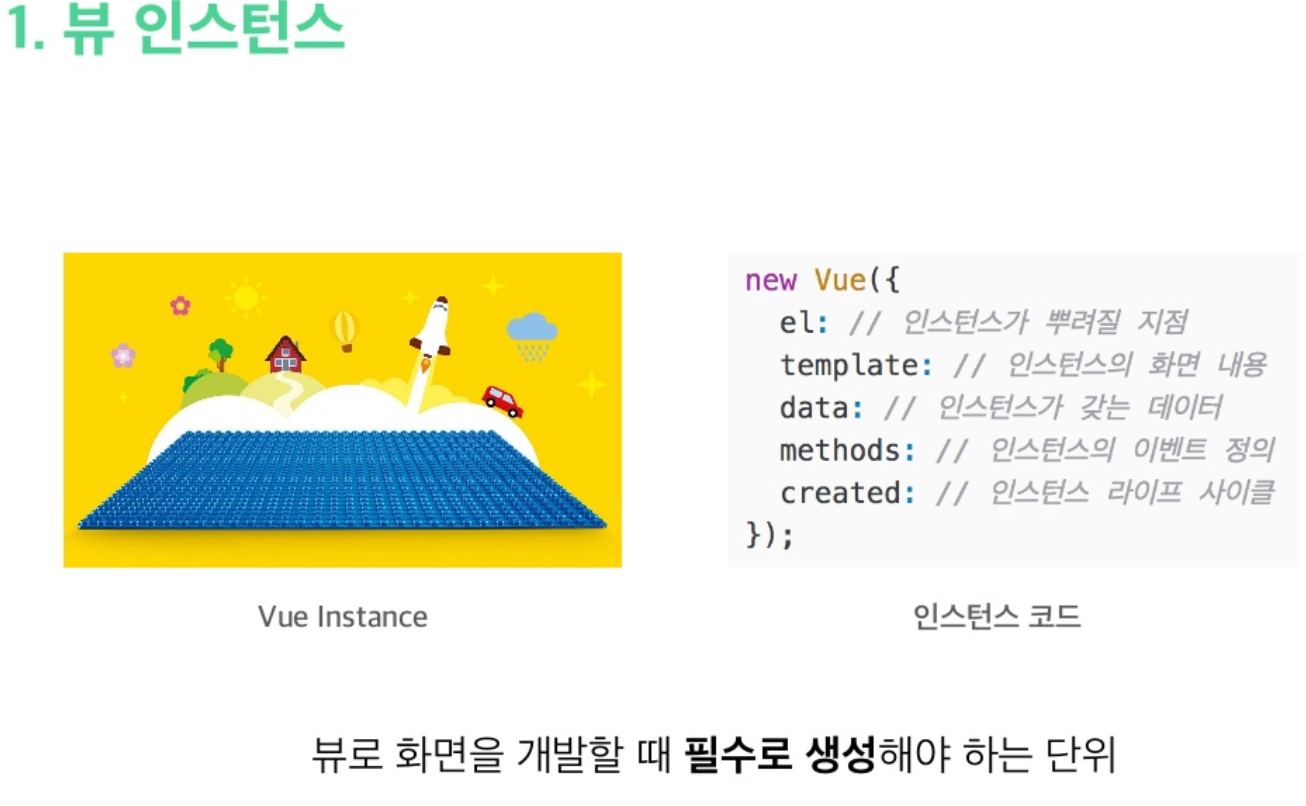 1. 뷰 인스턴스
new Vue({
el: // 인스턴스가 뿌려질 지점
template: // 인스턴스의 화면 내용
data: // 인스턴스가 갖는 데이터
methods: // 인스턴스의 이벤트 정의
created: // 인스턴스 라이프 사이클
});
Vue Instance
인스턴스 코드
뷰로 화면을 개발할 때 필수로 생성해야 하는 단위